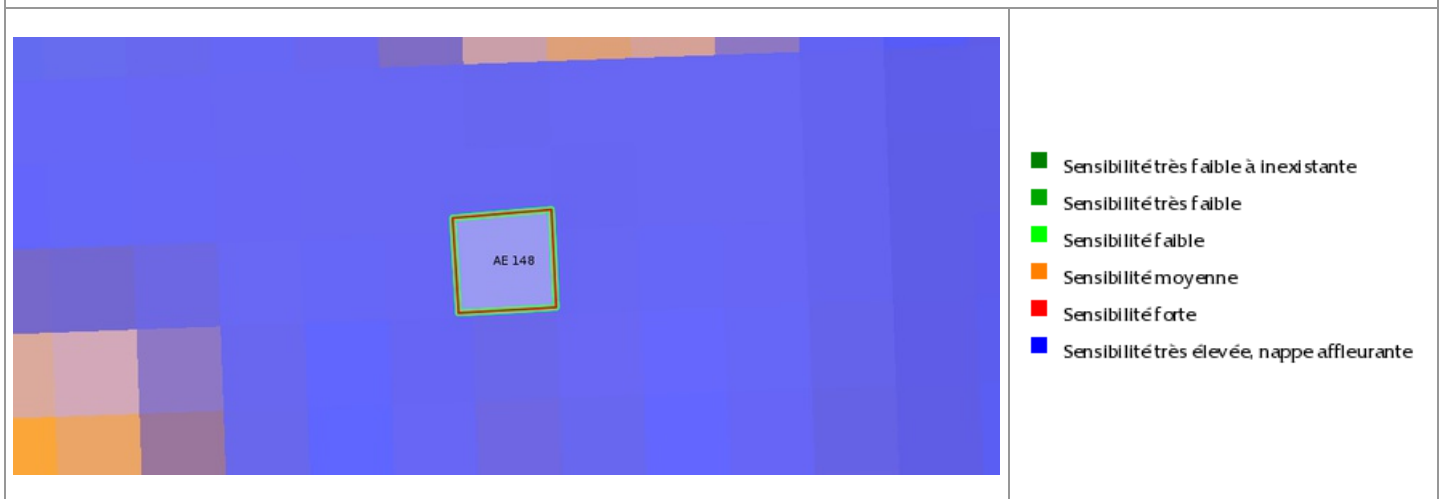 AE 148
Sensibilité très faible à inexistante
Sensibilité très faible
Sensibilité faible
Sensibilité moyenne
Sensibilité forte
Sensibilité très élevée, nappe affleurante